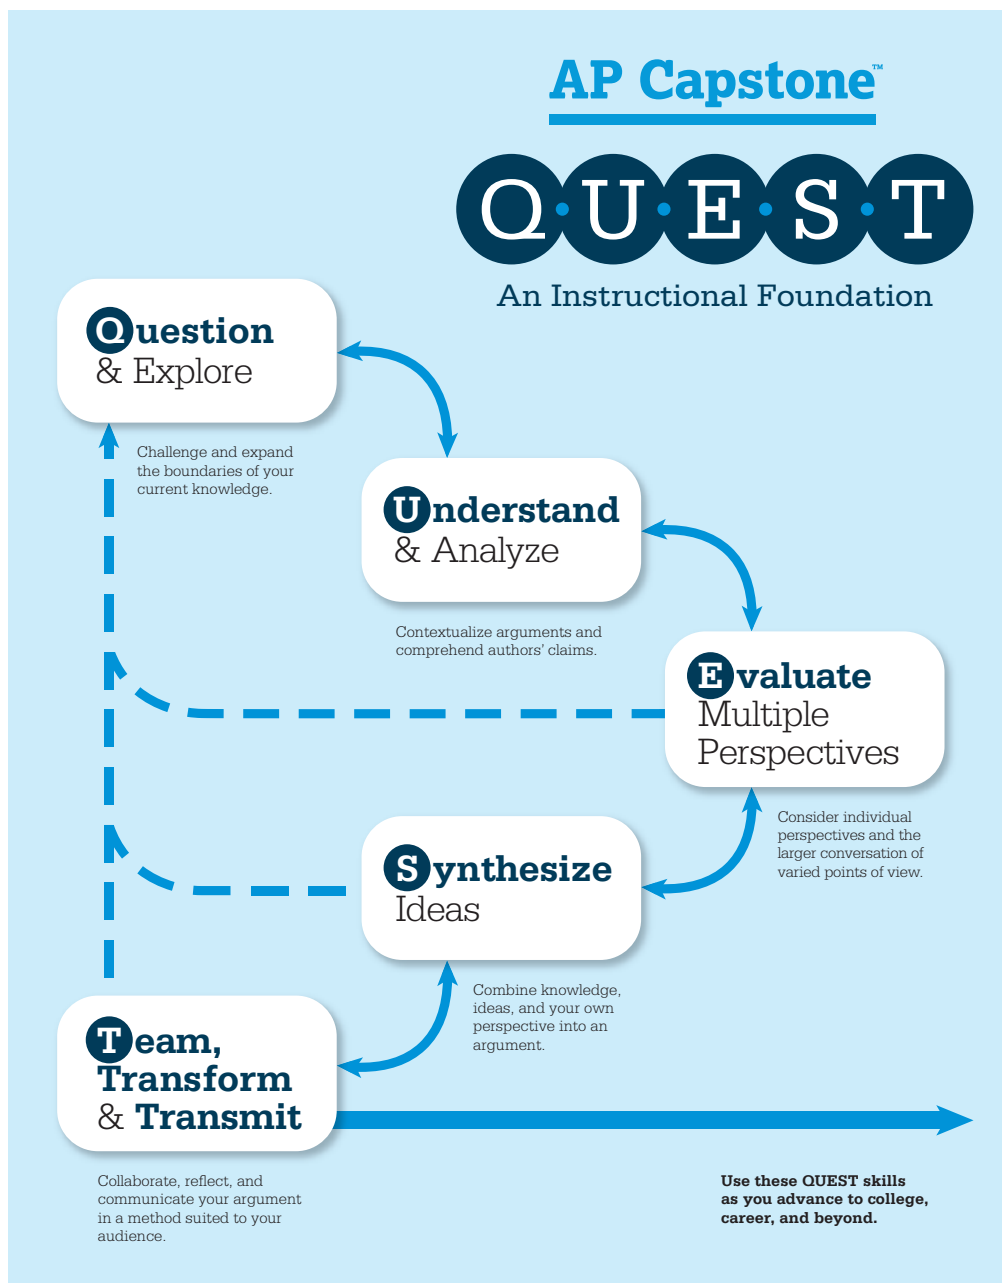 AP Capstone™
Q·U·E·S·T
An Instructional Foundation
Question
& Explore
Challenge and expand
the boundaries of your
current knowledge.
Understand
& Analyze
Contextualize arguments and
comprehend authors’ claims.
Evaluate
Multiple
Perspectives
Consider individual
perspectives and the
larger conversation of
varied points of view.
Synthesize
Ideas
Combine knowledge,
ideas, and your own
perspective into an
argument.
Team,
Transform
& Transmit
Collaborate, reflect, and
communicate your argument
in a method suited to your
audience.
Use these QUEST skills
as you advance to college,
career, and beyond.